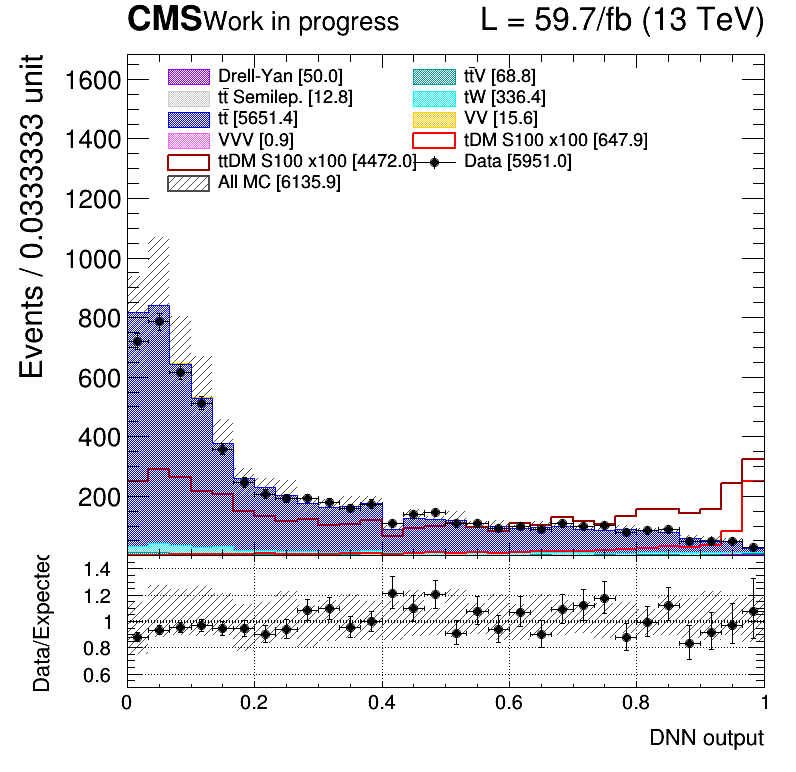 CMS Work in progress L = 59.7/fb (13 TeV)
Events / 0.0333333 unit
1600
1400
1200
1000
800
600
400
200
Drell-Yan [50.0]
tt̄ Semilep. [12.8]
tt̄ [5651.4]
VVV [0.9]
ttDM S100 x100 [4472.0]
All MC [6135.9]
tt̄V [68.8]
tW [336.4]
VV [15.6]
tDM S100 x100 [647.9]
Data [5951.0]
Data/Expected
1.4
1.2
1
0.8
0.6
0 0.2 0.4 0.6 0.8 1
DNN output